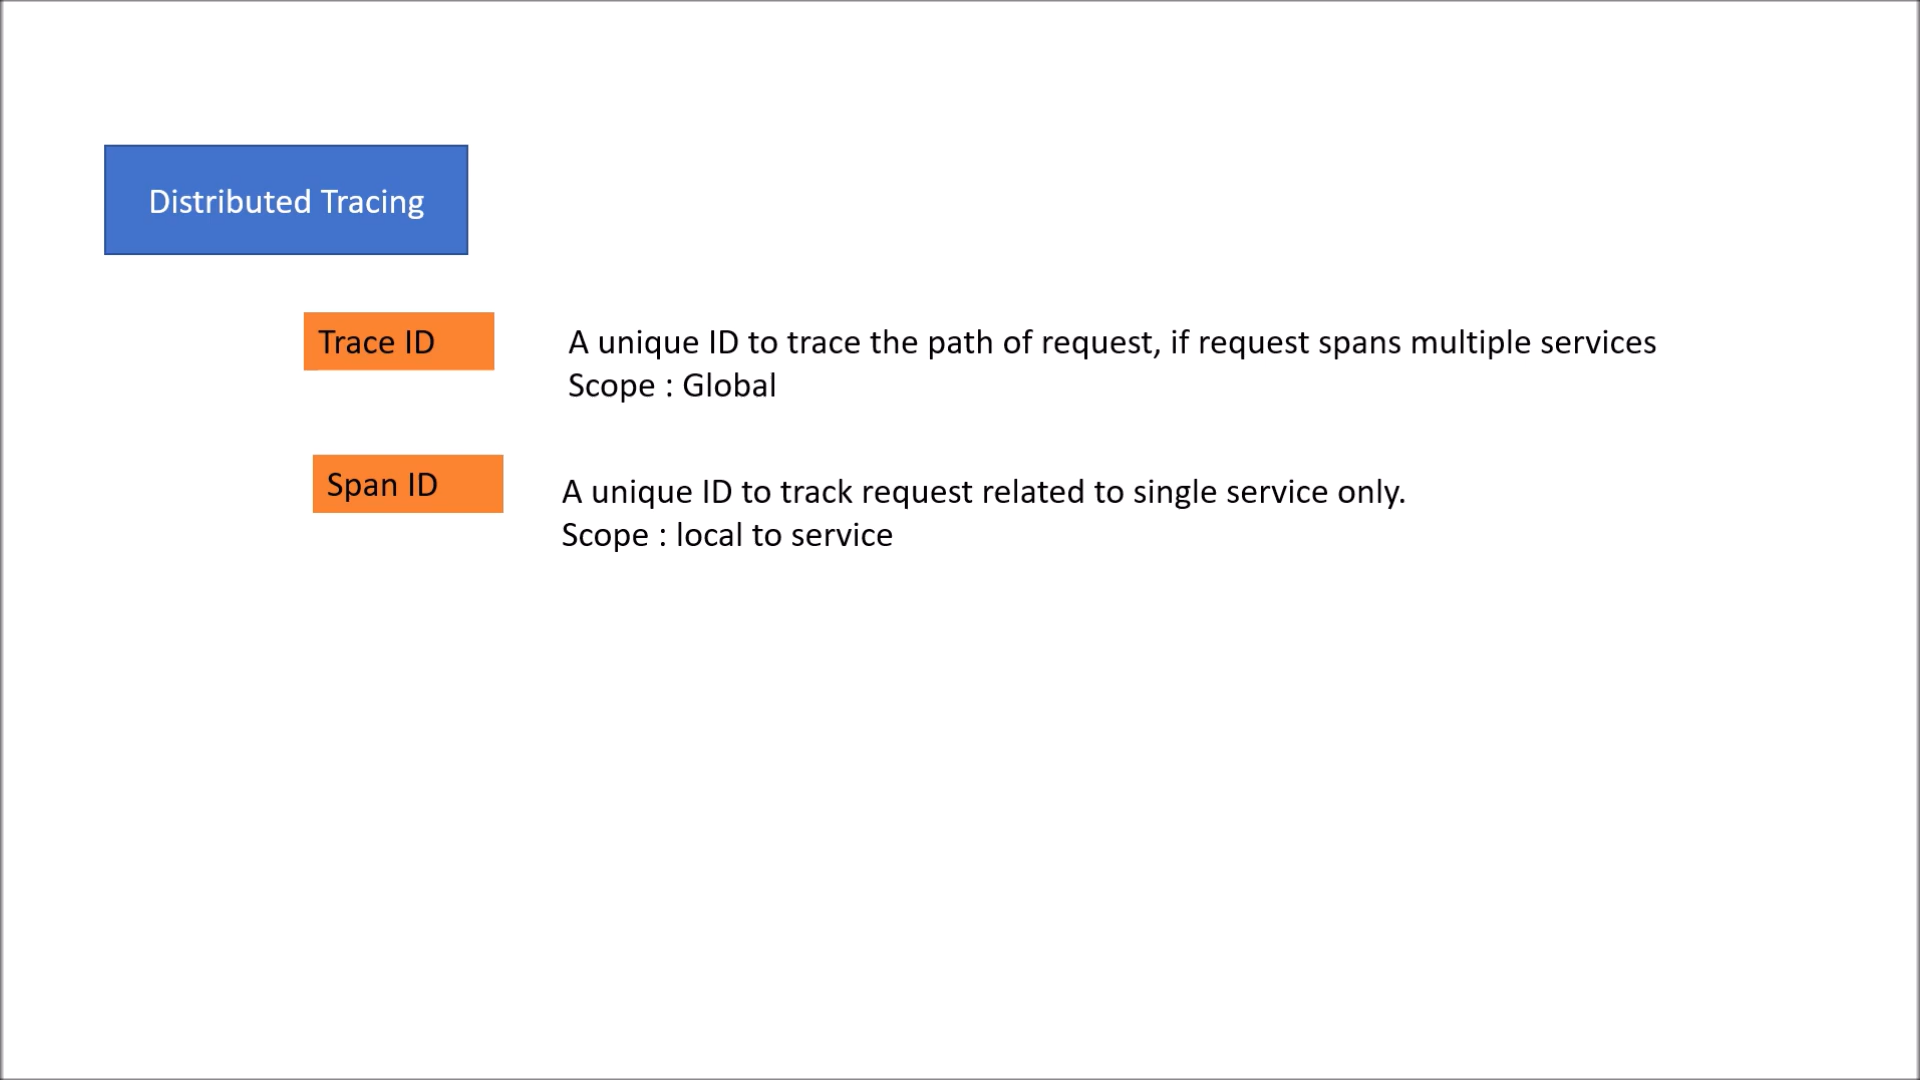 Distributed Tracing
Trace ID
A unique ID to trace the path of request, if request spans multiple services
Scope : Global
Span ID
A unique ID to track request related to single service only.
Scope : local to service